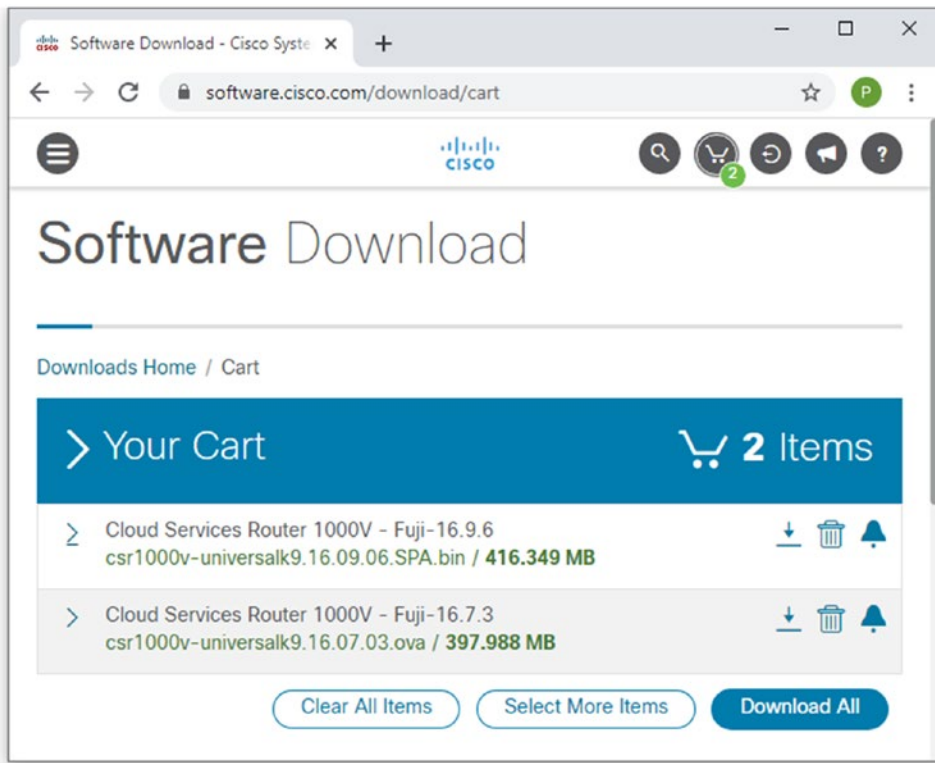 Software Download - Cisco Syste
software.cisco.com/download/cart
P
cisco
2
?
Software Download
Downloads Home / Cart
Your Cart
2 Items
Cloud Services Router 1000V - Fuji-16.9.6
csr1000v-universalk9.16.09.06.SPA.bin / 416.349 MB
Cloud Services Router 1000V - Fuji-16.7.3
csr1000v-universalk9.16.07.03.ova / 397.988 MB
Clear All Items
Select More Items
Download All